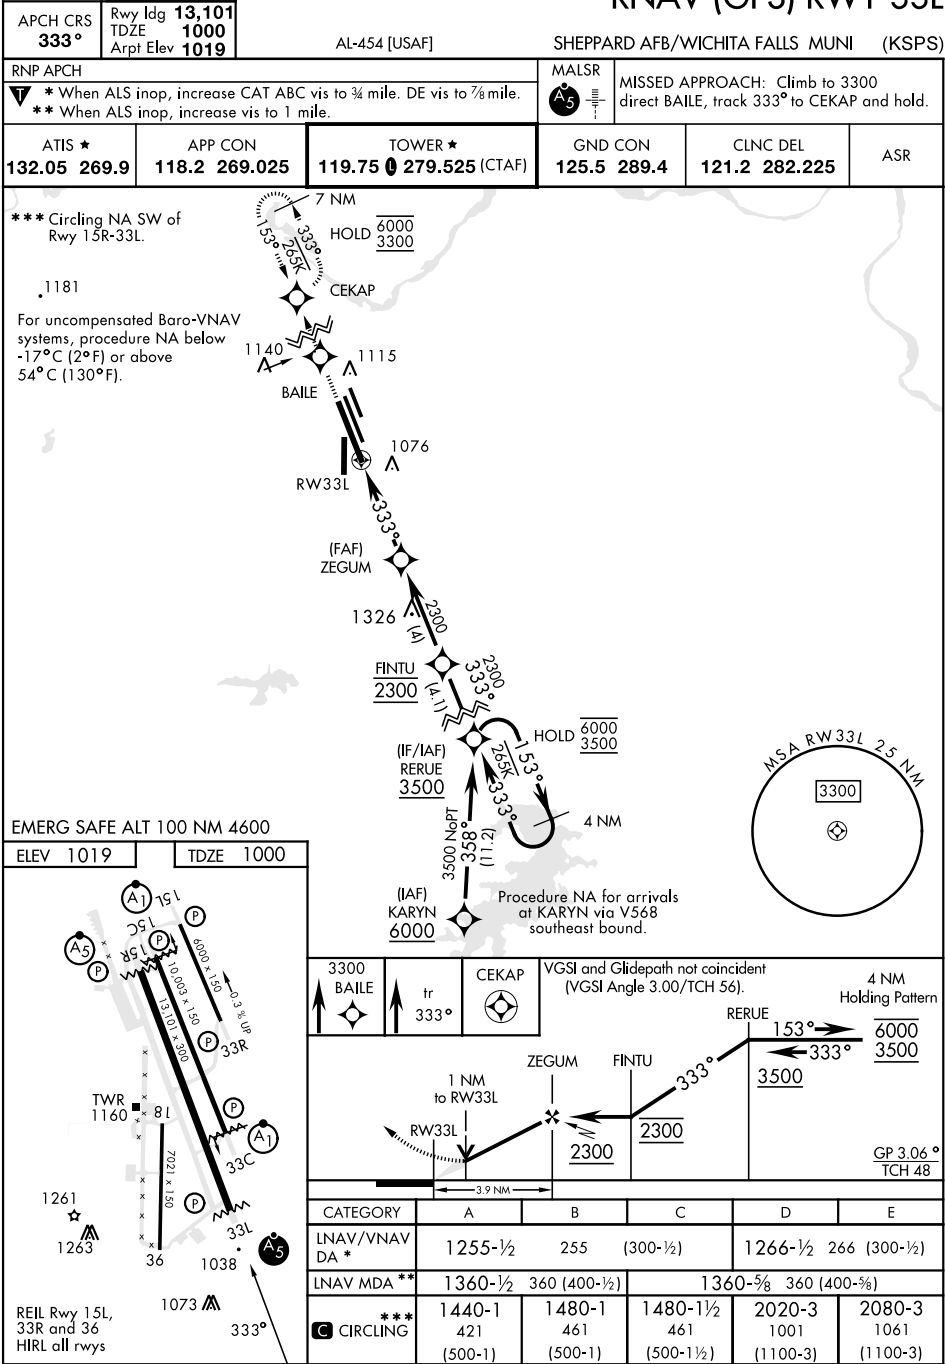 RNAV (GPS) RWY 33L
APCH CRS
333°
Rwy ldg 13,101
TDZE 1000
Arpt Elev 1019
AL-454 [USAF]
SHEPPARD AFB/WICHITA FALLS MUNI (KSPS)
RNP APCH
T * When ALS inop, increase CAT ABC vis to ¾ mile. DE vis to ⅞ mile.
** When ALS inop, increase vis to 1 mile.
MALSR
A5
MISSED APPROACH: Climb to 3300
direct BAILE, track 333° to CEKAP and hold.
ATIS ★
132.05 269.9
APP CON
118.2 269.025
TOWER ★
119.75 L 279.525 (CTAF)
GND CON
125.5 289.4
CLNC DEL
121.2 282.225
ASR
*** Circling NA SW of
Rwy 15R-33L.
1181
For uncompensated Baro-VNAV
systems, procedure NA below
-17°C (2°F) or above
54°C (130°F).
7 NM
HOLD 6000
3300
153°
333°
265K
CEKAP
1140
1115
BAILE
1076
RW33L
333°
(FAF)
ZEGUM
1326
2300
(4)
FINTU
2300
2300
333°
(4.1)
HOLD 6000
3500
(IF/IAF)
RERUE
3500
265K
153°
333°
4 NM
3500 NoPT
358°
(11.2)
(IAF)
KARYN
6000
Procedure NA for arrivals
at KARYN via V568
southeast bound.
MSA RW33L 25 NM
3300
EMERG SAFE ALT 100 NM 4600
ELEV 1019
TDZE 1000
A1
15L
P
15C
A5
P
15R
P
6000 x 150
0.3% UP
10,003 x 150
13,101 x 300
P
33R
TWR
1160
18
P
A1
33C
7021 x 150
P
1261
1263
33L
36
1038
A5
1073
333°
REIL Rwy 15L,
33R and 36
HIRL all rwys
3300
BAILE
tr
333°
CEKAP
VGSI and Glidepath not coincident
(VGSI Angle 3.00/TCH 56).
4 NM
Holding Pattern
RERUE
153°
6000
333°
3500
3500
ZEGUM
FINTU
333°
1 NM
to RW33L
RW33L
2300
2300
GP 3.06°
TCH 48
3.9 NM
CATEGORY A B C D E
LNAV/VNAV
DA *
1255-½ 255 (300-½)
1266-½ 266 (300-½)
LNAV MDA **
1360-½ 360 (400-½)
1360-⅝ 360 (400-⅝)
***
C CIRCLING
1440-1
421
(500-1)
1480-1
461
(500-1)
1480-1½
461
(500-1½)
2020-3
1001
(1100-3)
2080-3
1061
(1100-3)